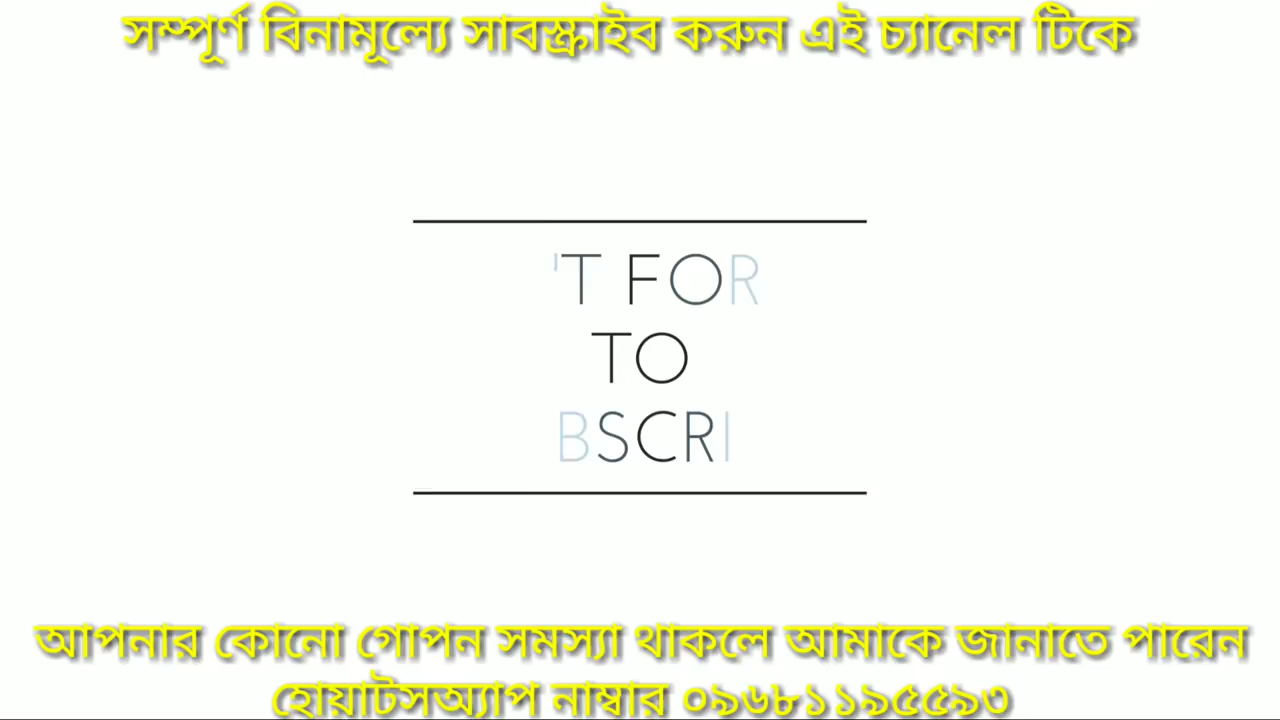 সম্পূর্ণ বিনামূল্যে সাবস্ক্রাইব করুন এই চ্যানেল টিকে
'T FOR
TO
BSCRI
আপনার কোনো গোপন সমস্যা থাকলে আমাকে জানাতে পারেন
হোয়াটসঅ্যাপ নাম্বার ০৯৬৮১১৯৫৫৯৩